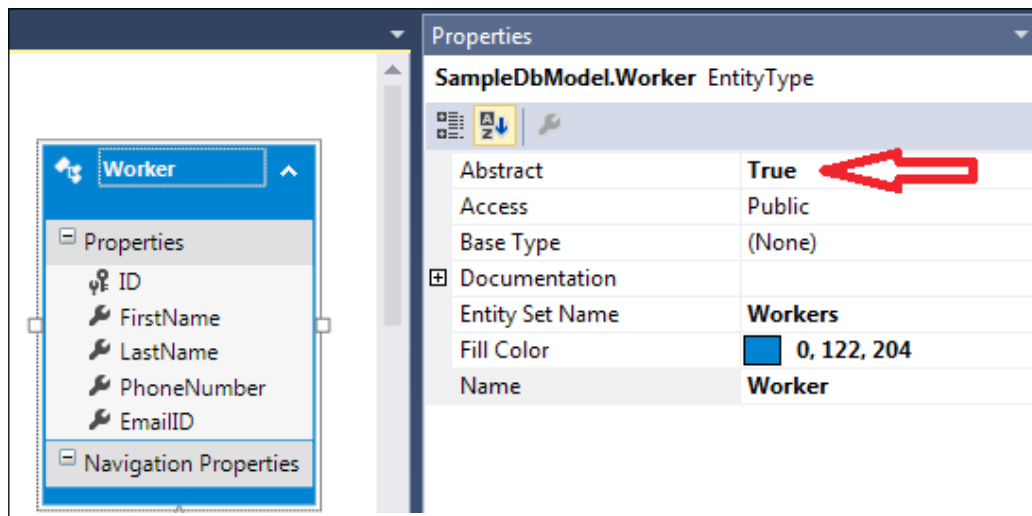 Worker
Properties
ID
FirstName
LastName
PhoneNumber
EmailID
Navigation Properties
Properties
SampleDbModel.Worker EntityType
Abstract True
Access Public
Base Type (None)
Documentation
Entity Set Name Workers
Fill Color 0, 122, 204
Name Worker